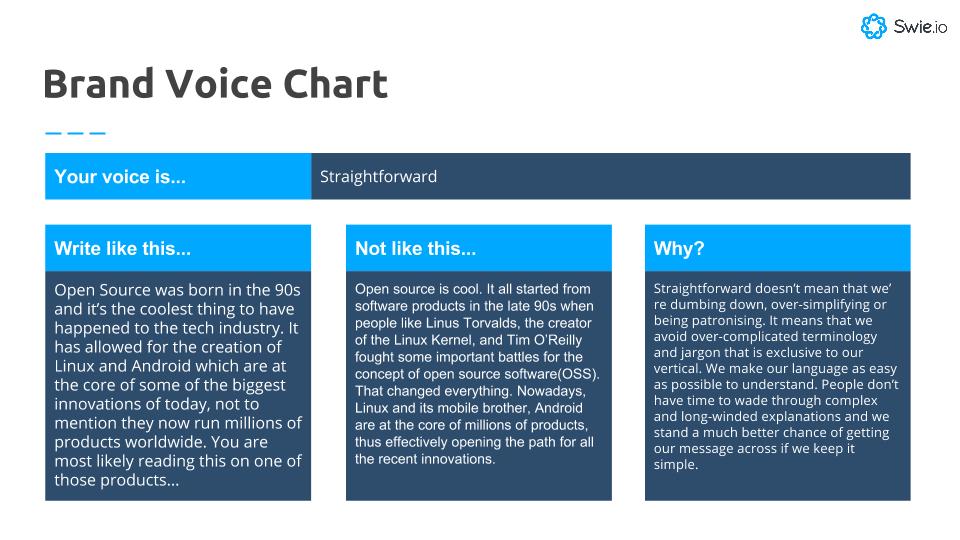 Swie.io
Brand Voice Chart
Your voice is...
Straightforward
Write like this...
Open Source was born in the 90s
and it’s the coolest thing to have
happened to the tech industry. It
has allowed for the creation of
Linux and Android which are at
the core of some of the biggest
innovations of today, not to
mention they now run millions of
products worldwide. You are
most likely reading this on one of
those products...
Not like this...
Open source is cool. It all started from
software products in the late 90s when
people like Linus Torvalds, the creator
of the Linux Kernel, and Tim O’Reilly
fought some important battles for the
concept of open source software(OSS).
That changed everything. Nowadays,
Linux and its mobile brother, Android
are at the core of millions of products,
thus effectively opening the path for all
the recent innovations.
Why?
Straightforward doesn’t mean that we’
re dumbing down, over-simplifying or
being patronising. It means that we
avoid over-complicated terminology
and jargon that is exclusive to our
vertical. We make our language as easy
as possible to understand. People don’t
have time to wade through complex
and long-winded explanations and we
stand a much better chance of getting
our message across if we keep it
simple.